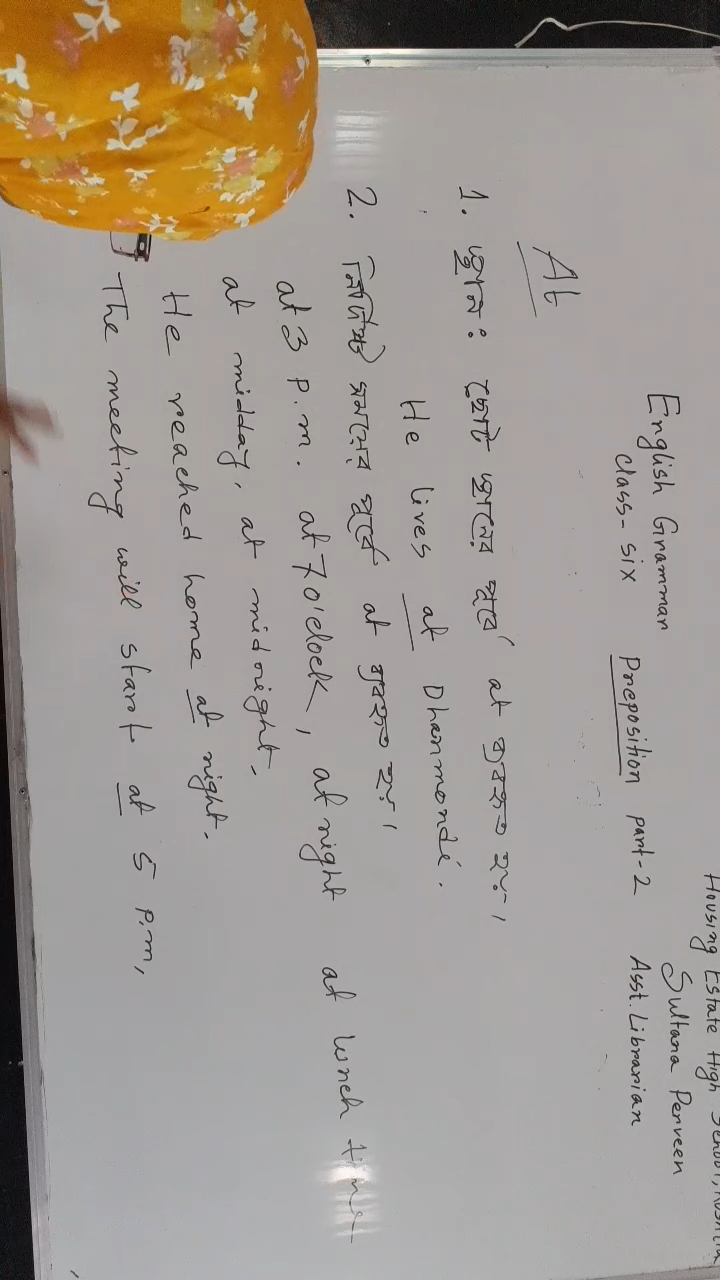 Housing Estate High School,
Sultana Perveen
English Grammar
class- six Preposition part-2 Asst. Librarian
At
1. স্থান : ছোট স্থানের পূর্বে at ব্যবহৃত হয়।
He lives at Dhanmondi.
2. নির্দিষ্ট সময়ের পূর্বে at ব্যবহৃত হয়।
at 3 p.m. at 7 o'clock, at night at lunch time
at midday, at midnight.
He reached home at night.
The meeting will start at 5 p.m,